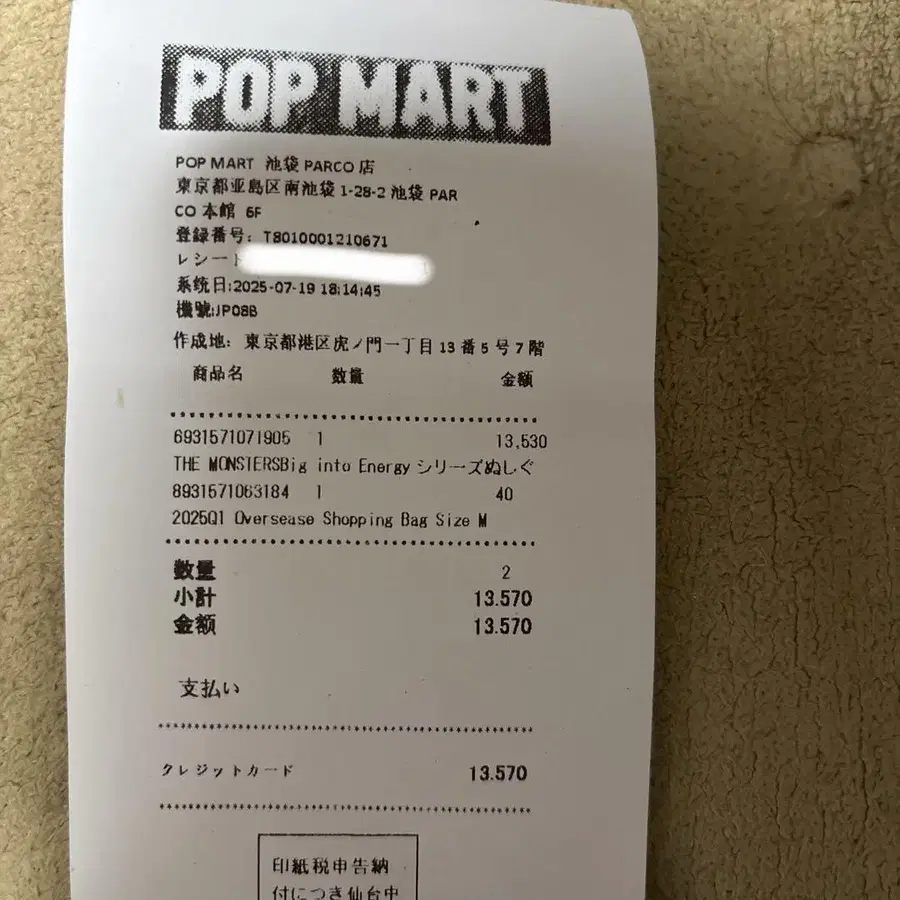 POP MART
POP MART 池袋 PARCO 店
東京都亚島区南池袋 1-28-2 池袋 PAR
CO 本館 6F
登録番号: T8010001210671
レシート
系统日:2025-07-19 18:14:45
機號:JP08B
作成地: 東京都港区虎ノ門一丁目 13 番 5 号 7 階
商品名 数量 金额
6931571071905 1 13,530
THE MONSTERSBig into Energy シリーズぬしぐ
8931571063184 1 40
2025Q1 Oversease Shopping Bag Size M
数量 2
小計 13.570
金额 13.570
支払い
クレジットカード 13.570
印紙税申告納
付につき仙台中